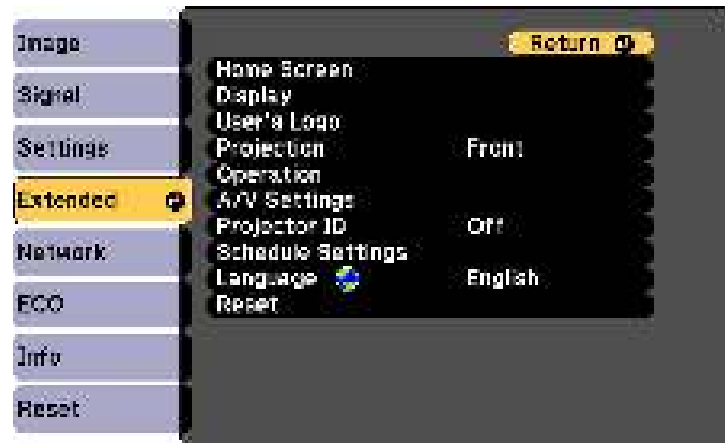 Image
Signal
Settings
Extended
Network
ECO
Info
Reset
Return
Home Screen
Display
User's Logo
Projection Front
Operation
A/V Settings
Projector ID Off
Schedule Settings
Language English
Reset